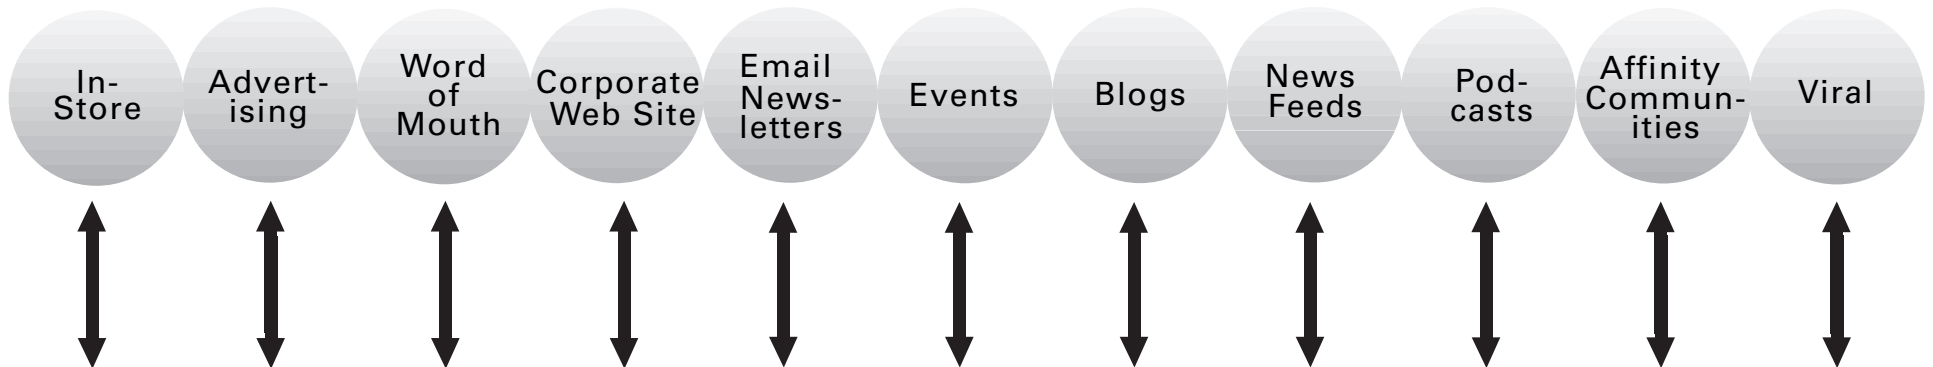 In-
Store
Advert-
ising
Word
of
Mouth
Corporate
Web Site
Email
News-
letters
Events
Blogs
News
Feeds
Pod-
casts
Affinity
Commun-
ities
Viral